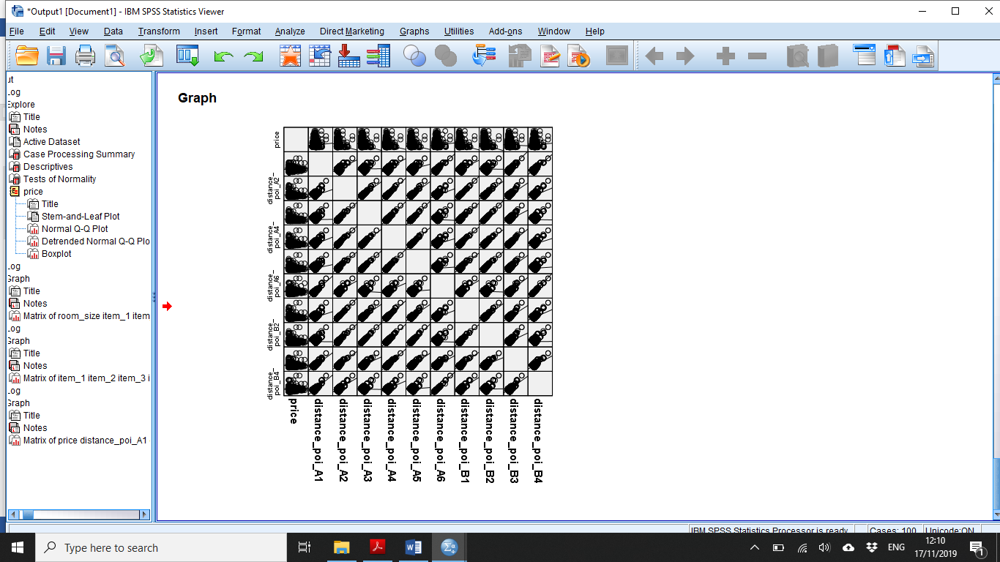 *Output1 [Document1] - IBM SPSS Statistics Viewer
File Edit View Data Transform Insert Format Analyze Direct Marketing Graphs Utilities Add-ons Window Help
ut
Log
Explore
Title
Notes
Active Dataset
Case Processing Summary
Descriptives
Tests of Normality
price
Title
Stem-and-Leaf Plot
Normal Q-Q Plot
Detrended Normal Q-Q Plo
Boxplot
Log
Graph
Title
Notes
Matrix of room_size item_1 item
Log
Graph
Title
Notes
Matrix of item_1 item_2 item_3 i
Log
Graph
Title
Notes
Matrix of price distance_poi_A1
Graph
price
distance_
poi_A2
distance_
poi_A4
distance_
poi_A6
distance_
poi_B2
distance_
poi_B4
price
distance_poi_A1
distance_poi_A2
distance_poi_A3
distance_poi_A4
distance_poi_A5
distance_poi_A6
distance_poi_B1
distance_poi_B2
distance_poi_B3
distance_poi_B4
IBM SPSS Statistics Processor is ready Cases: 100 Unicode:ON
Type here to search
W
ENG
12:10
17/11/2019
1